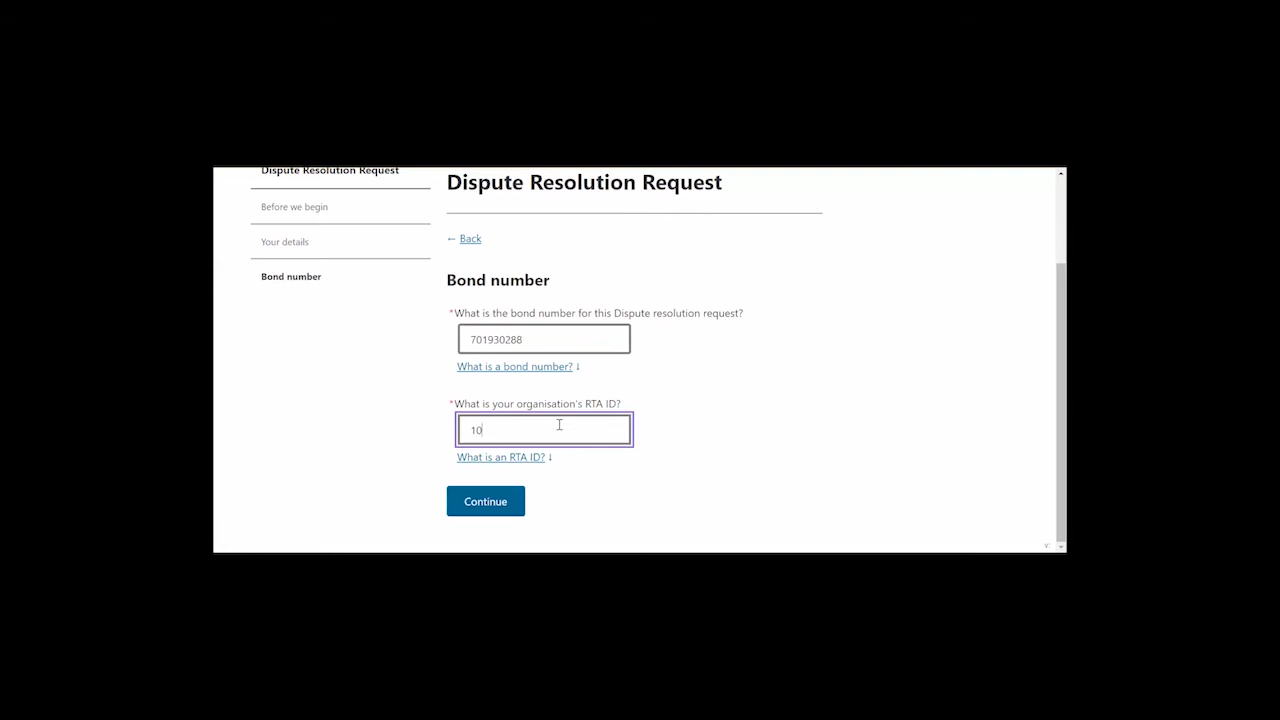 Dispute Resolution Request
Before we begin
Your details
Bond number
Dispute Resolution Request
← Back
Bond number
*What is the bond number for this Dispute resolution request?
701930288
What is a bond number? ↓
*What is your organisation's RTA ID?
10
What is an RTA ID? ↓
Continue